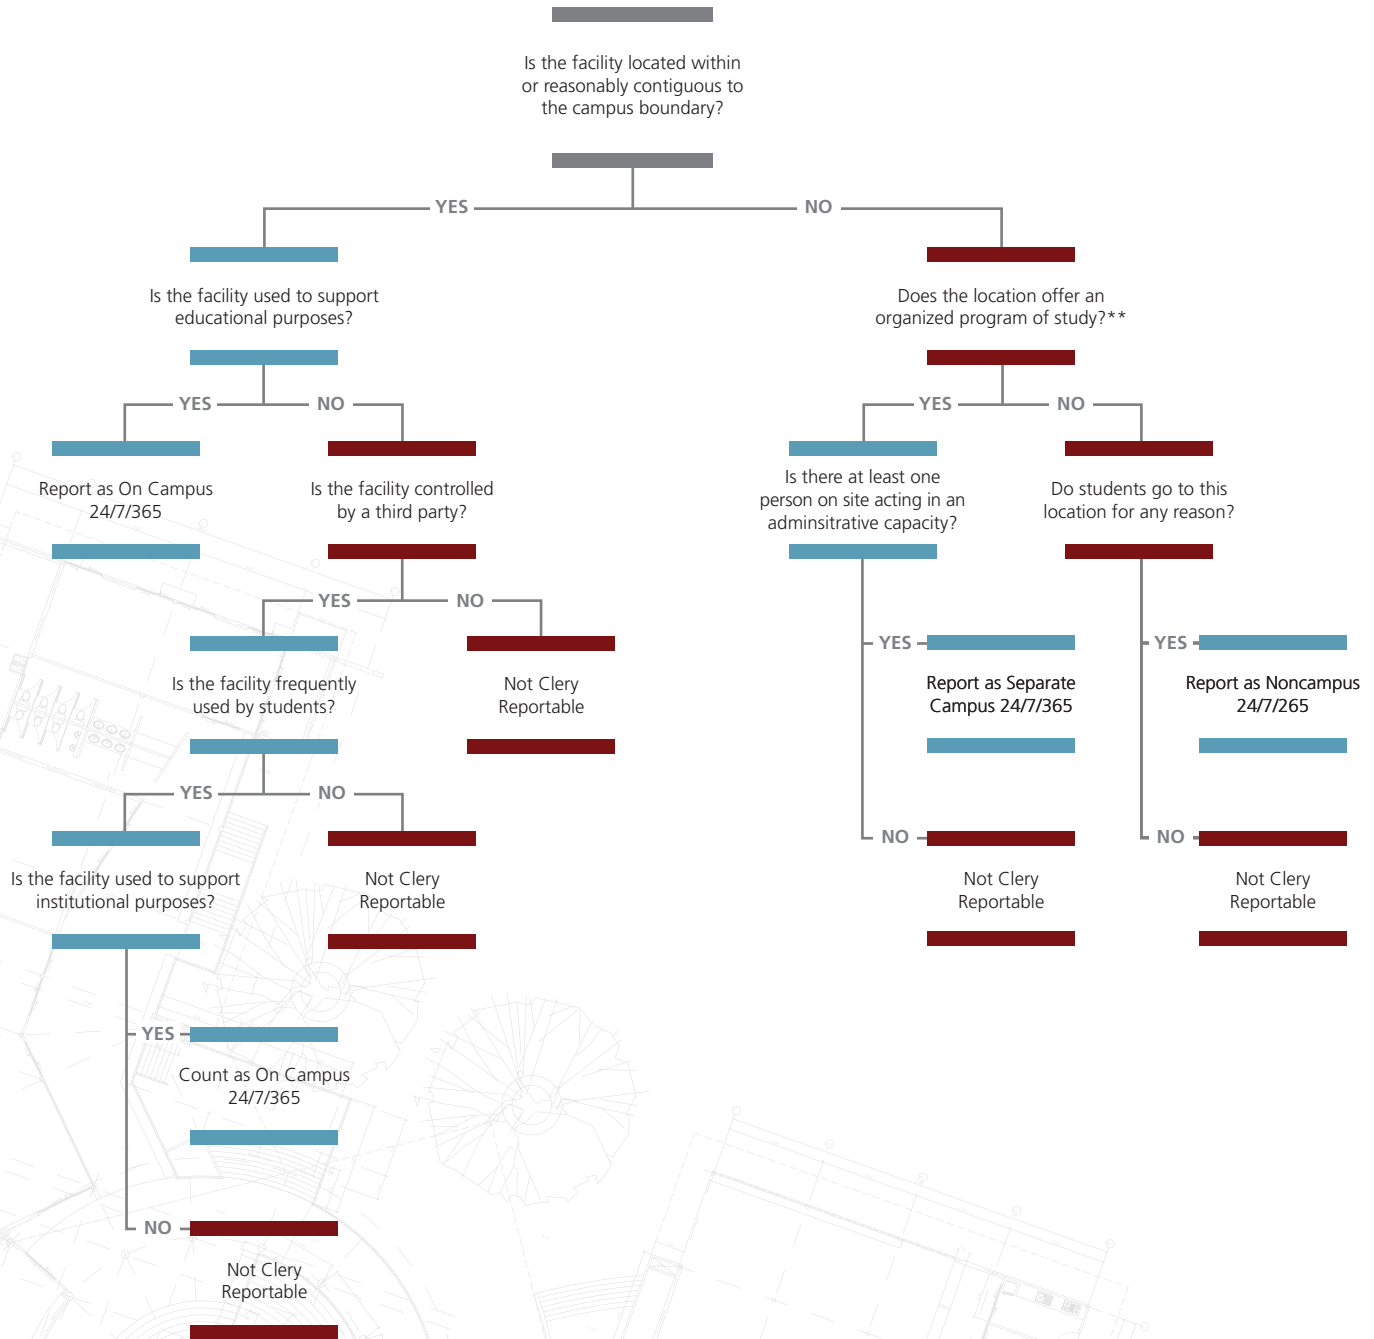 Is the facility located within
or reasonably contiguous to
the campus boundary?
YES
NO
Is the facility used to support
educational purposes?
Does the location offer an
organized program of study?**
YES
NO
YES
NO
Report as On Campus
24/7/365
Is the facility controlled
by a third party?
Is there at least one
person on site acting in an
adminsitrative capacity?
Do students go to this
location for any reason?
YES
NO
YES
YES
Is the facility frequently
used by students?
Not Clery
Reportable
Report as Separate
Campus 24/7/365
Report as Noncampus
24/7/265
YES
NO
NO
NO
Is the facility used to support
institutional purposes?
Not Clery
Reportable
Not Clery
Reportable
Not Clery
Reportable
YES
Count as On Campus
24/7/365
NO
Not Clery
Reportable